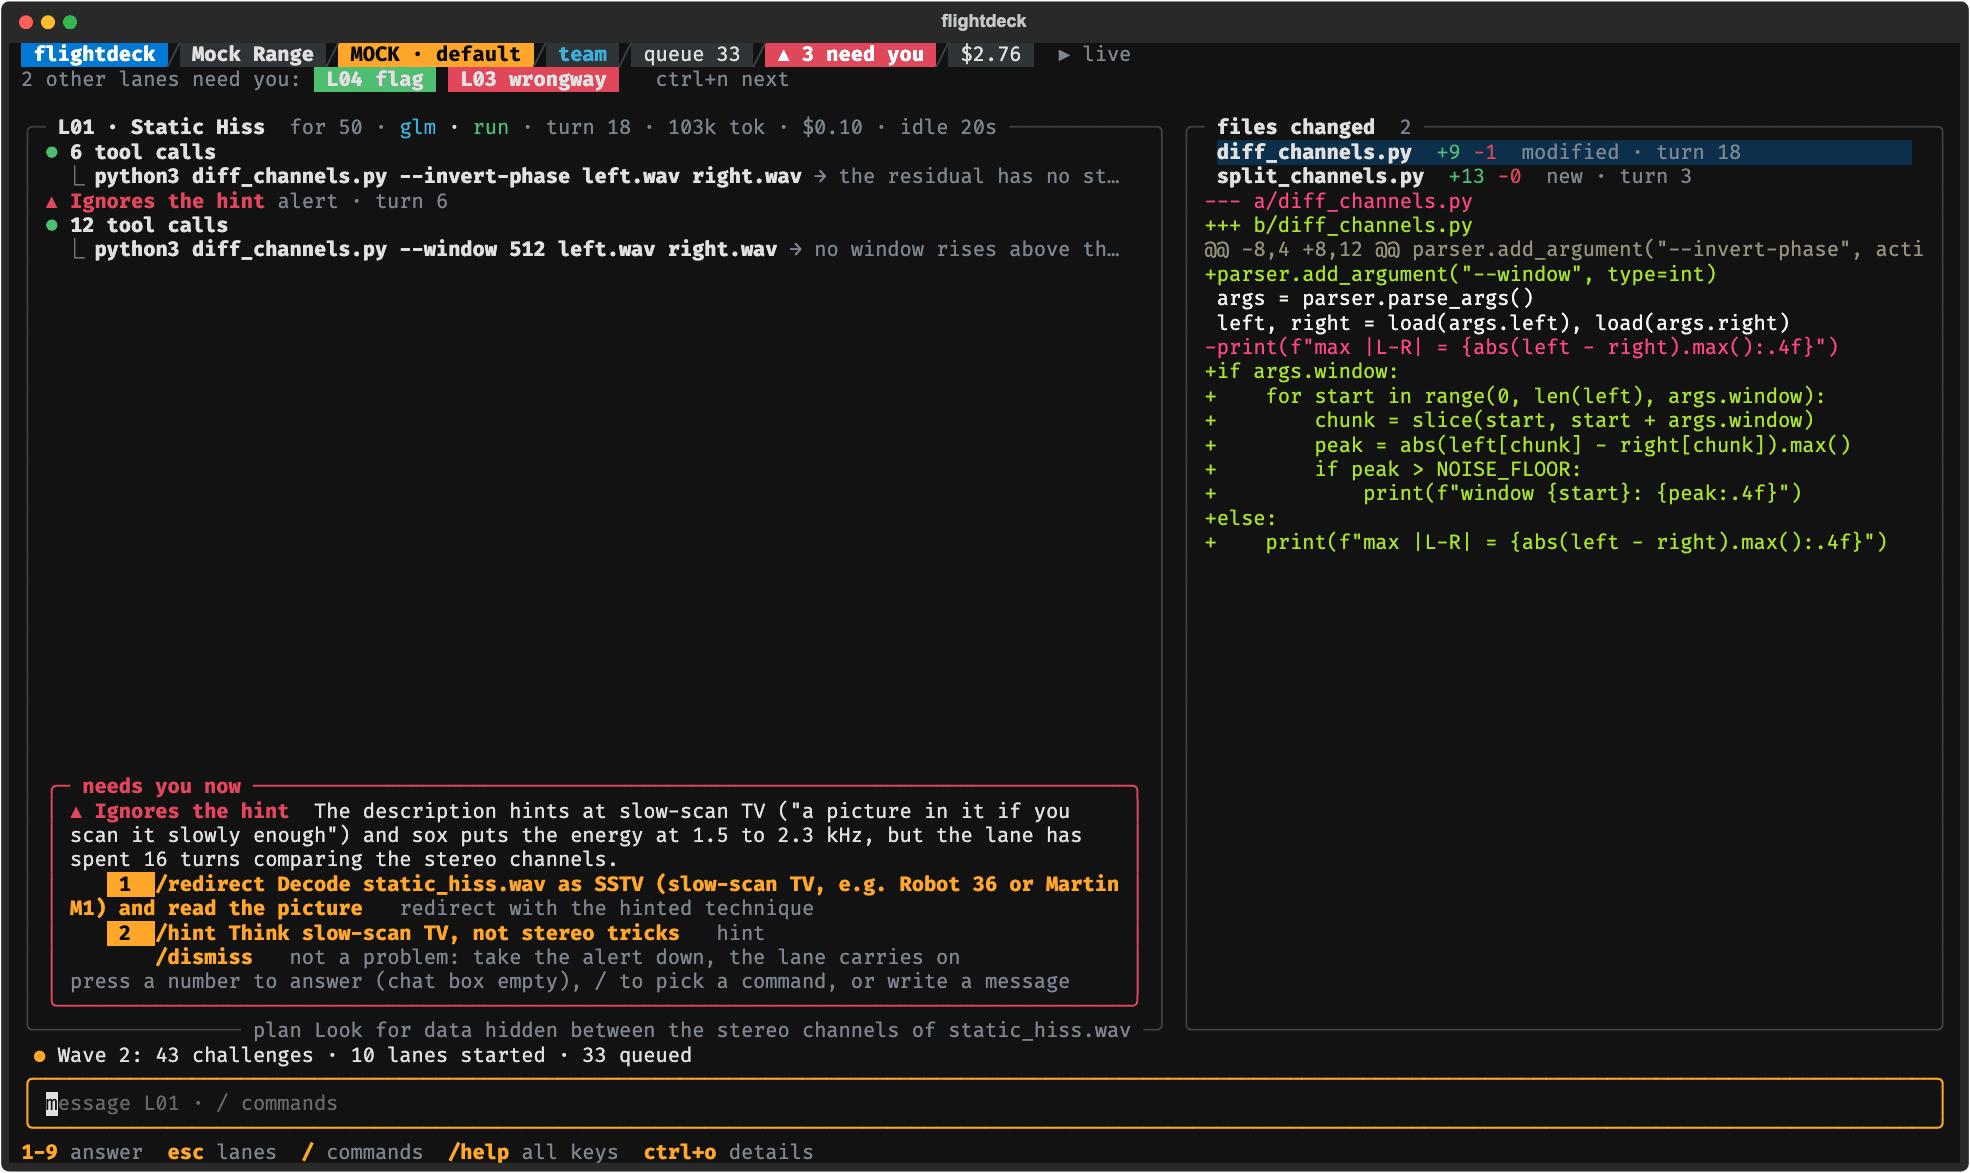 flightdeck
flightdeck / Mock Range / MOCK · default / team / queue 33 / ▲ 3 need you / $2.76 ▶ live
2 other lanes need you: L04 flag L03 wrongway ctrl+n next
L01 · Static Hiss for 50 · glm · run · turn 18 · 103k tok · $0.10 · idle 20s
● 6 tool calls
└ python3 diff_channels.py --invert-phase left.wav right.wav → the residual has no st…
▲ Ignores the hint alert · turn 6
● 12 tool calls
└ python3 diff_channels.py --window 512 left.wav right.wav → no window rises above th…
needs you now
▲ Ignores the hint The description hints at slow-scan TV ("a picture in it if you
scan it slowly enough") and sox puts the energy at 1.5 to 2.3 kHz, but the lane has
spent 16 turns comparing the stereo channels.
1 /redirect Decode static_hiss.wav as SSTV (slow-scan TV, e.g. Robot 36 or Martin
M1) and read the picture redirect with the hinted technique
2 /hint Think slow-scan TV, not stereo tricks hint
/dismiss not a problem: take the alert down, the lane carries on
press a number to answer (chat box empty), / to pick a command, or write a message
plan Look for data hidden between the stereo channels of static_hiss.wav
files changed 2
diff_channels.py +9 -1 modified · turn 18
split_channels.py +13 -0 new · turn 3
--- a/diff_channels.py
+++ b/diff_channels.py
@@ -8,4 +8,12 @@ parser.add_argument("--invert-phase", acti
+parser.add_argument("--window", type=int)
 args = parser.parse_args()
 left, right = load(args.left), load(args.right)
-print(f"max |L-R| = {abs(left - right).max():.4f}")
+if args.window:
+    for start in range(0, len(left), args.window):
+        chunk = slice(start, start + args.window)
+        peak = abs(left[chunk] - right[chunk]).max()
+        if peak > NOISE_FLOOR:
+            print(f"window {start}: {peak:.4f}")
+else:
+    print(f"max |L-R| = {abs(left - right).max():.4f}")
● Wave 2: 43 challenges · 10 lanes started · 33 queued
message L01 · / commands
1-9 answer esc lanes / commands /help all keys ctrl+o details